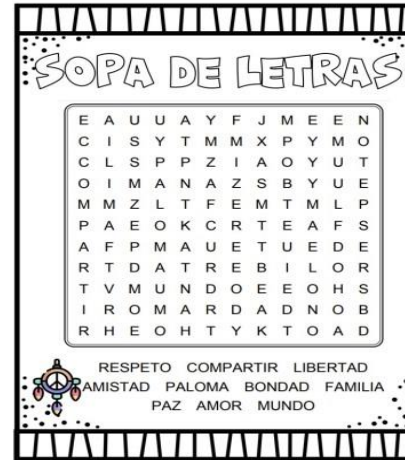 SOPA DE LETRAS
E A U U A Y F J M E E N
C I S Y T M M X P Y M O
C L S P P Z I A O Y U T
O I M A N A Z S B Y U E
M M Z L T F E M T M L P
P A E O K C R T E A F S
A F P M A U E T U E D E
R T D A T R E B I L O R
T V M U N D O E E O H S
I R O M A R D A D N O B
R H E O H T Y K T O A D
RESPETO COMPARTIR LIBERTAD
AMISTAD PALOMA BONDAD FAMILIA
PAZ AMOR MUNDO